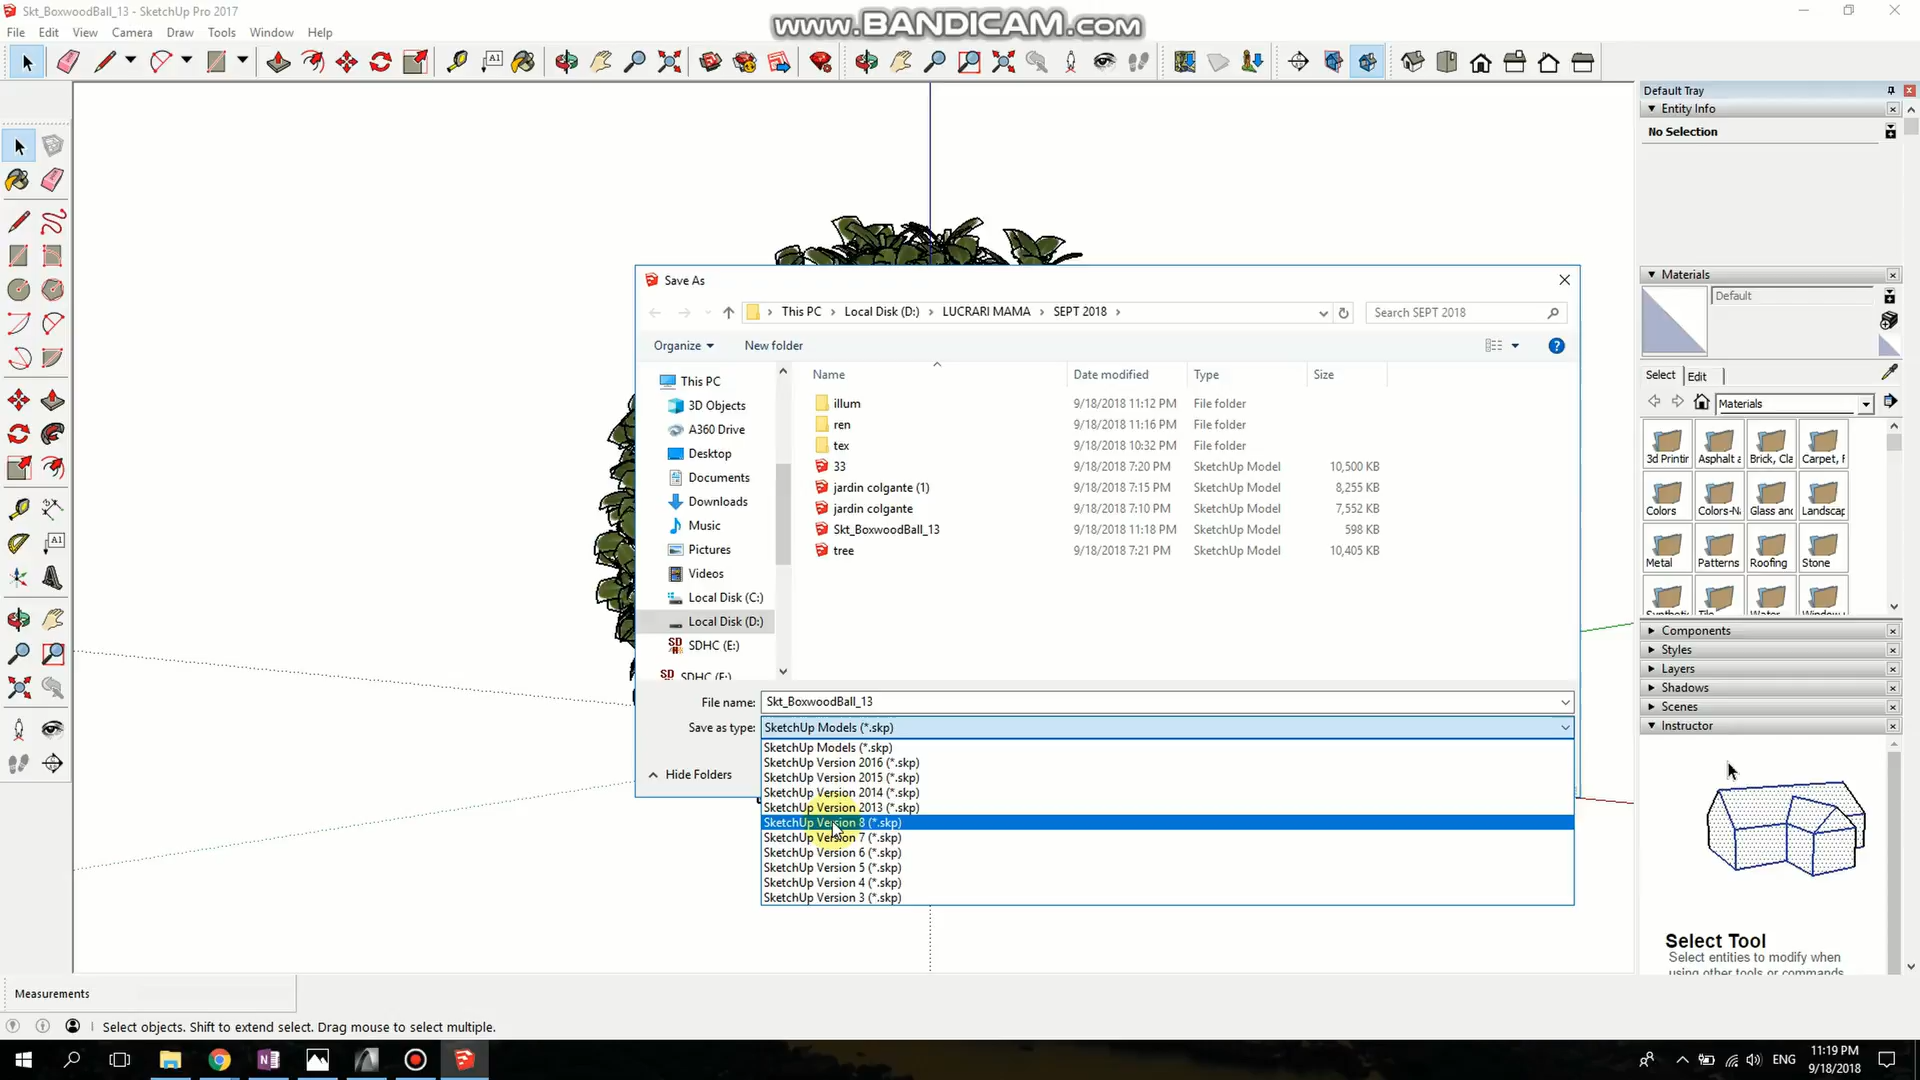 Skt_BoxwoodBall_13 - SketchUp Pro 2017
www.BANDICAM.com
File Edit View Camera Draw Tools Window Help
Default Tray
Entity Info
No Selection
Save As
This PC > Local Disk (D:) > LUCRARI MAMA > SEPT 2018 >
Search SEPT 2018
Organize
New folder
Name Date modified Type Size
This PC
3D Objects
A360 Drive
Desktop
Documents
Downloads
Music
Pictures
Videos
Local Disk (C:)
Local Disk (D:)
SDHC (E:)
SDHC (F:)
illum 9/18/2018 11:12 PM File folder
ren 9/18/2018 11:16 PM File folder
tex 9/18/2018 10:32 PM File folder
33 9/18/2018 7:20 PM SketchUp Model 10,500 KB
jardin colgante (1) 9/18/2018 7:15 PM SketchUp Model 8,255 KB
jardin colgante 9/18/2018 7:10 PM SketchUp Model 7,552 KB
Skt_BoxwoodBall_13 9/18/2018 11:18 PM SketchUp Model 598 KB
tree 9/18/2018 7:21 PM SketchUp Model 10,405 KB
File name: Skt_BoxwoodBall_13
Save as type: SketchUp Models (*.skp)
SketchUp Models (*.skp)
SketchUp Version 2016 (*.skp)
SketchUp Version 2015 (*.skp)
SketchUp Version 2014 (*.skp)
SketchUp Version 2013 (*.skp)
SketchUp Version 8 (*.skp)
SketchUp Version 7 (*.skp)
SketchUp Version 6 (*.skp)
SketchUp Version 5 (*.skp)
SketchUp Version 4 (*.skp)
SketchUp Version 3 (*.skp)
Hide Folders
Materials
Default
Select Edit
Materials
3d Printir Asphalt a Brick, Cla Carpet, F
Colors Colors-Na Glass and Landscap
Metal Patterns Roofing Stone
Tile Water
Components
Styles
Layers
Shadows
Scenes
Instructor
Select Tool
Select entities to modify when
using other tools or commands
Measurements
Select objects. Shift to extend select. Drag mouse to select multiple.
ENG
11:19 PM
9/18/2018